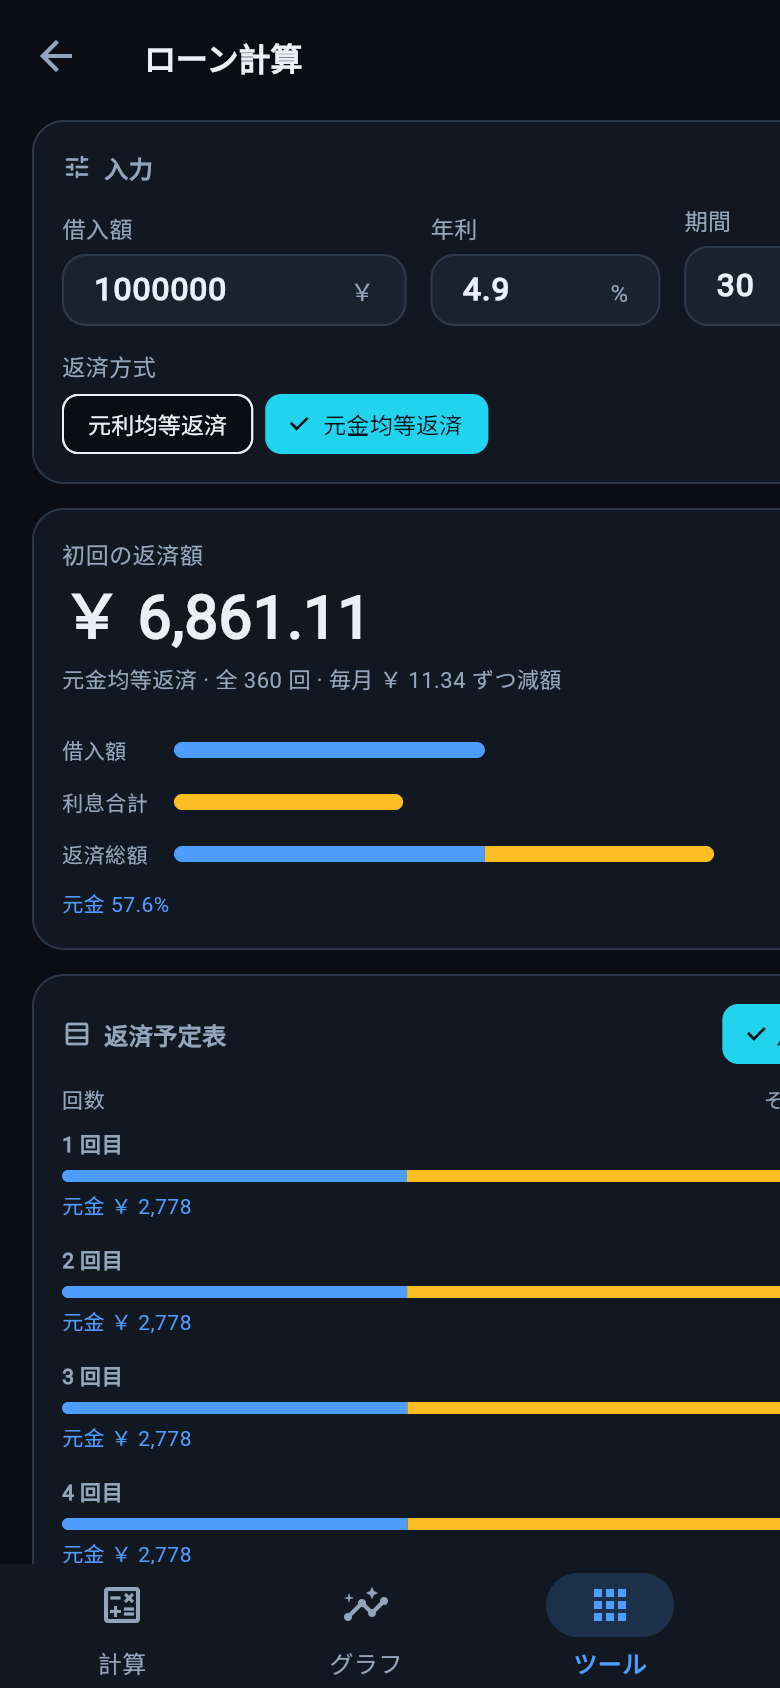 ローン計算
入力
借入額 年利 期間
1000000 ¥ 4.9 % 30
返済方式
元利均等返済 元金均等返済
初回の返済額
¥ 6,861.11
元金均等返済 · 全 360 回 · 毎月 ¥ 11.34 ずつ減額
借入額
利息合計
返済総額
元金 57.6%
返済予定表
回数 そ
1 回目
元金 ¥ 2,778
2 回目
元金 ¥ 2,778
3 回目
元金 ¥ 2,778
4 回目
元金 ¥ 2,778
計算 グラフ ツール